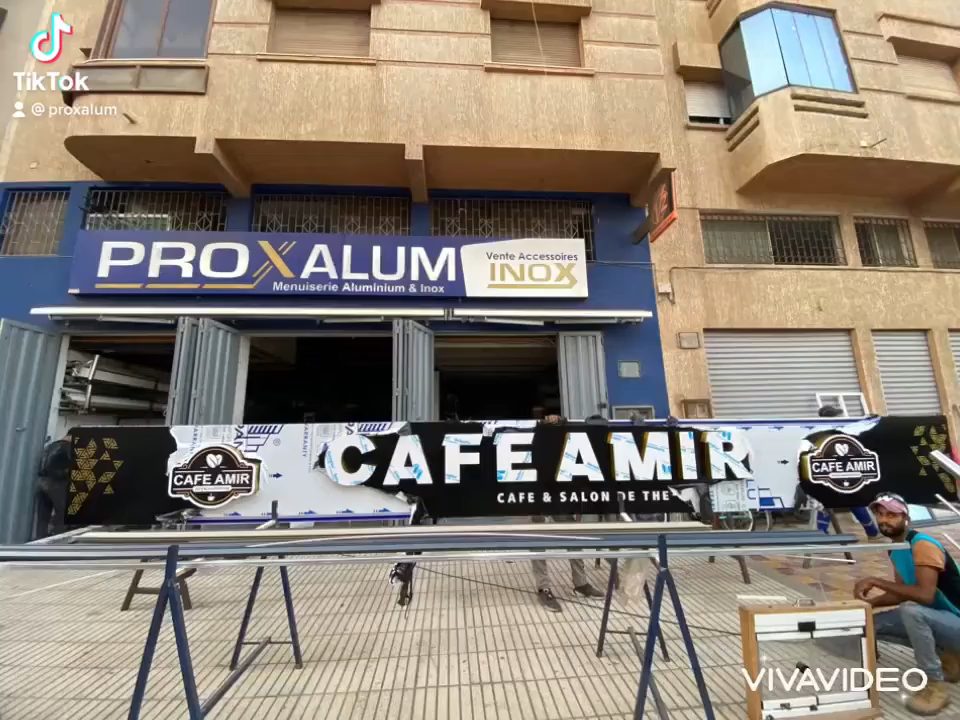 TikTok
@proxalum
PROXALUM
Menuiserie Aluminium & Inox
Vente Accessoires
INOX
CAFE AMIR
CAFE AMIR
CAFE & SALON DE THE
CAFE AMIR
VIVAVIDEO